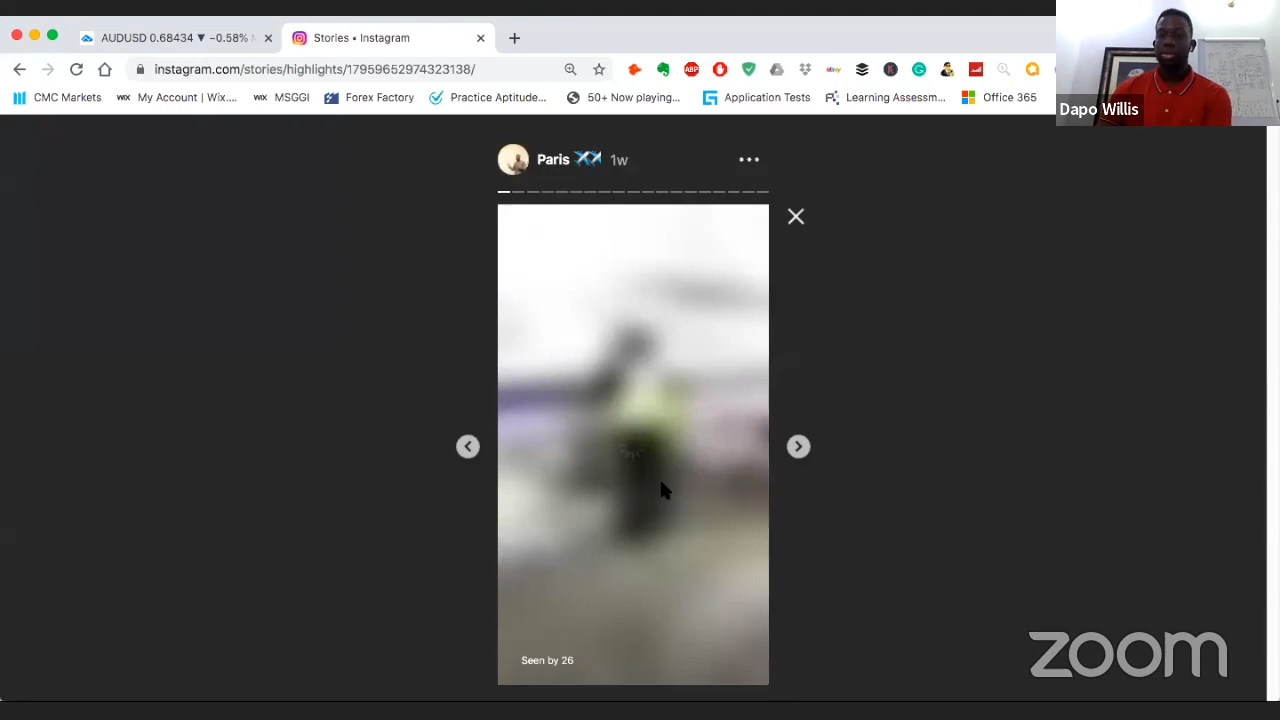 AUDUSD 0.68434 ▼ −0.58%
Stories • Instagram
instagram.com/stories/highlights/17959652974323138/
CMC Markets
My Account | Wix....
MSGGI
Forex Factory
Practice Aptitude...
50+ Now playing...
Application Tests
Learning Assessm...
Office 365
Dapo Willis
Paris
1w
Seen by 26
zoom